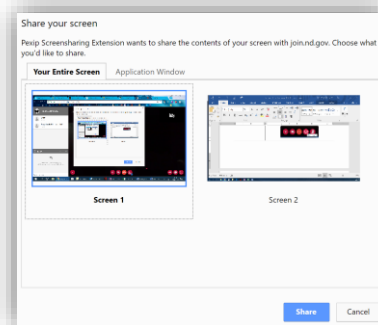 Share your screen
Pexip Screensharing Extension wants to share the contents of your screen with join.nd.gov. Choose what
you'd like to share.
Your Entire Screen Application Window
Screen 1 Screen 2
Share Cancel